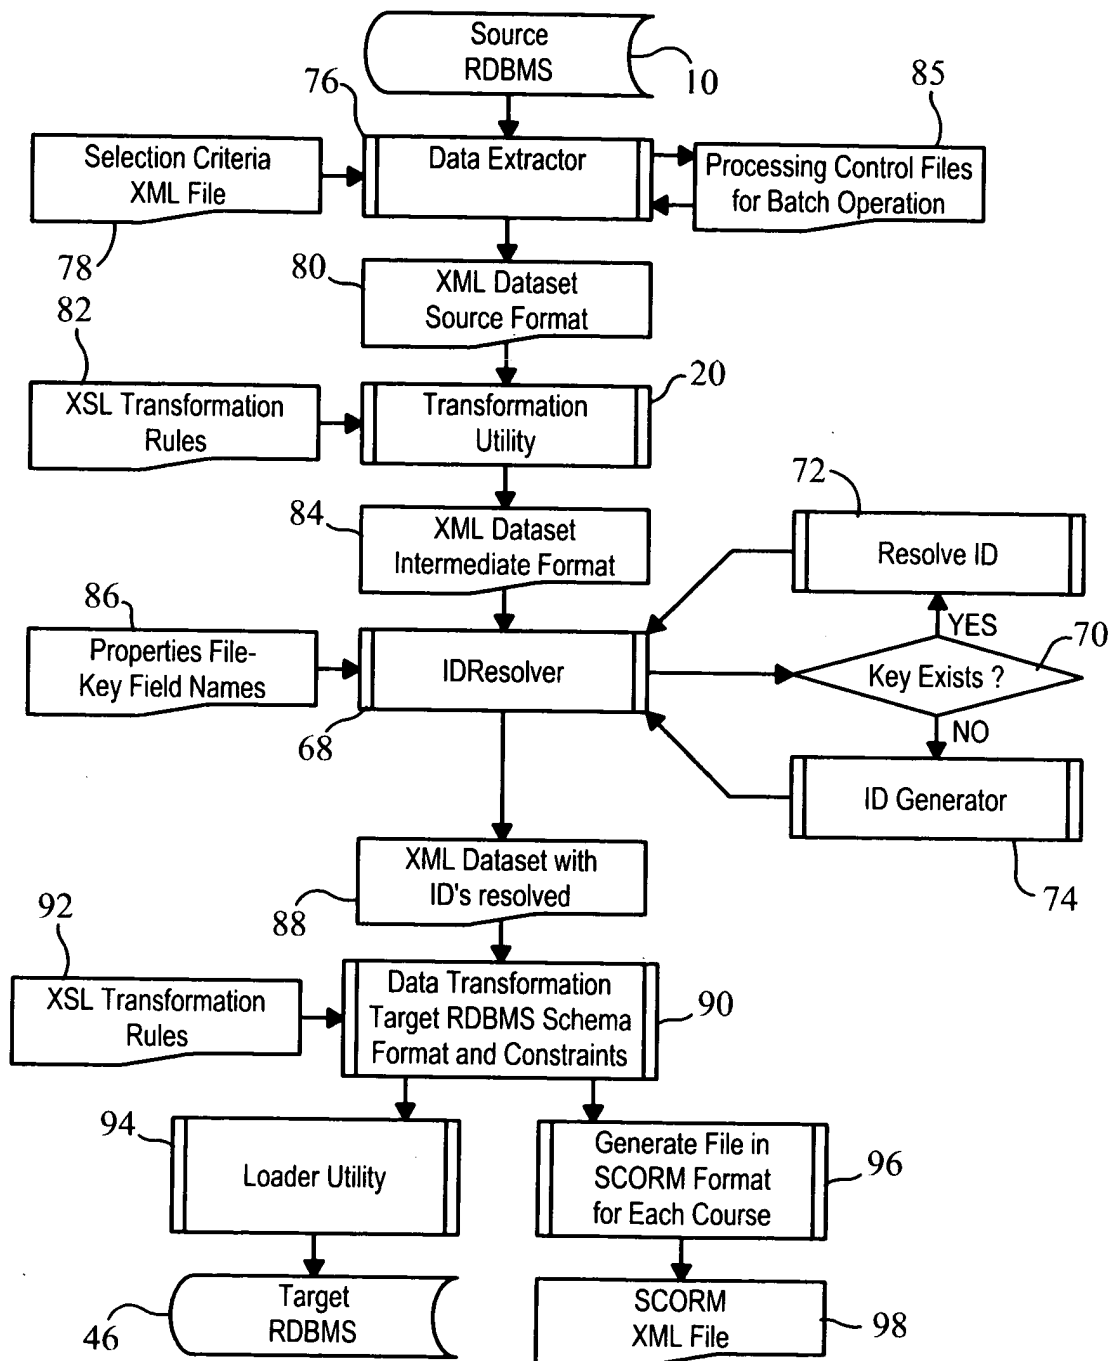 Source
RDBMS
10
76
85
Selection Criteria
XML File
Data Extractor
Processing Control Files
for Batch Operation
78
80
XML Dataset
Source Format
82
XSL Transformation
Rules
Transformation
Utility
20
84
XML Dataset
Intermediate Format
72
Resolve ID
86
Properties File-
Key Field Names
IDResolver
68
YES
70
Key Exists ?
NO
ID Generator
74
XML Dataset with
ID's resolved
88
92
XSL Transformation
Rules
Data Transformation
Target RDBMS Schema
Format and Constraints
90
94
Loader Utility
Generate File in
SCORM Format
for Each Course
96
Target
RDBMS
46
SCORM
XML File
98